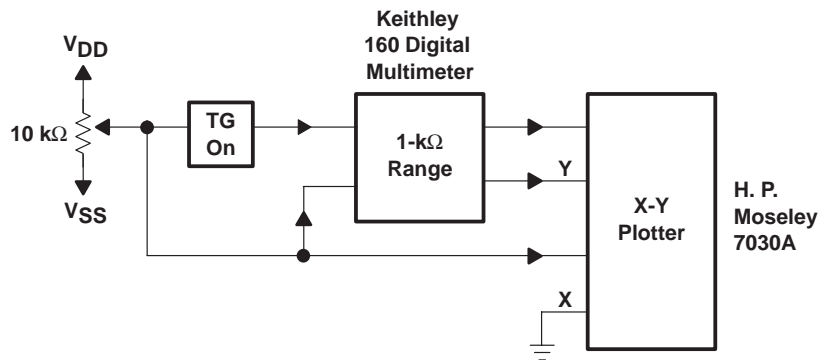 Keithley
160 Digital
Multimeter
VDD
10 kΩ
VSS
TG
On
1-kΩ
Range
Y
X
X-Y
Plotter
H. P.
Moseley
7030A